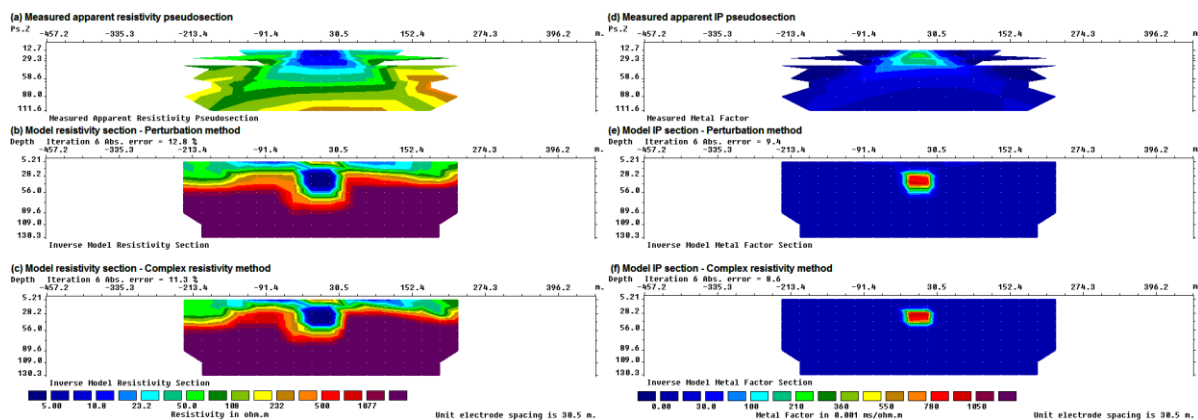 (a) Measured apparent resistivity pseudosection
Ps.Z -457.2 -335.3 -213.4 -91.4 30.5 152.4 274.3 396.2 m.
12.7
29.3
58.6
88.0
111.6
Measured Apparent Resistivity Pseudosection
(b) Model resistivity section - Perturbation method
Depth Iteration 6 Abs. error = 12.8 %
-457.2 -335.3 -213.4 -91.4 30.5 152.4 274.3 396.2 m.
5.21
28.2
56.0
89.6
109.0
130.3
Inverse Model Resistivity Section
(c) Model resistivity section - Complex resistivity method
Depth Iteration 6 Abs. error = 11.3 %
-457.2 -335.3 -213.4 -91.4 30.5 152.4 274.3 396.2 m.
5.21
28.2
56.0
89.6
109.0
130.3
Inverse Model Resistivity Section
5.00 10.8 23.2 50.0 108 232 500 1077
Resistivity in ohm.m
Unit electrode spacing is 30.5 m.
(d) Measured apparent IP pseudosection
Ps.Z -457.2 -335.3 -213.4 -91.4 30.5 152.4 274.3 396.2 m.
12.7
29.3
58.6
88.0
111.6
Measured Metal Factor
(e) Model IP section - Perturbation method
Depth Iteration 6 Abs. error = 9.4
-457.2 -335.3 -213.4 -91.4 30.5 152.4 274.3 396.2 m.
5.21
28.2
56.0
89.6
109.0
130.3
Inverse Model Metal Factor Section
(f) Model IP section - Complex resistivity method
Depth Iteration 6 Abs. error = 8.6
-457.2 -335.3 -213.4 -91.4 30.5 152.4 274.3 396.2 m.
5.21
28.2
56.0
89.6
109.0
130.3
Inverse Model Metal Factor Section
0.00 30.0 100 210 360 550 780 1050
Metal Factor in 0.001 ms/ohm.m
Unit electrode spacing is 30.5 m.